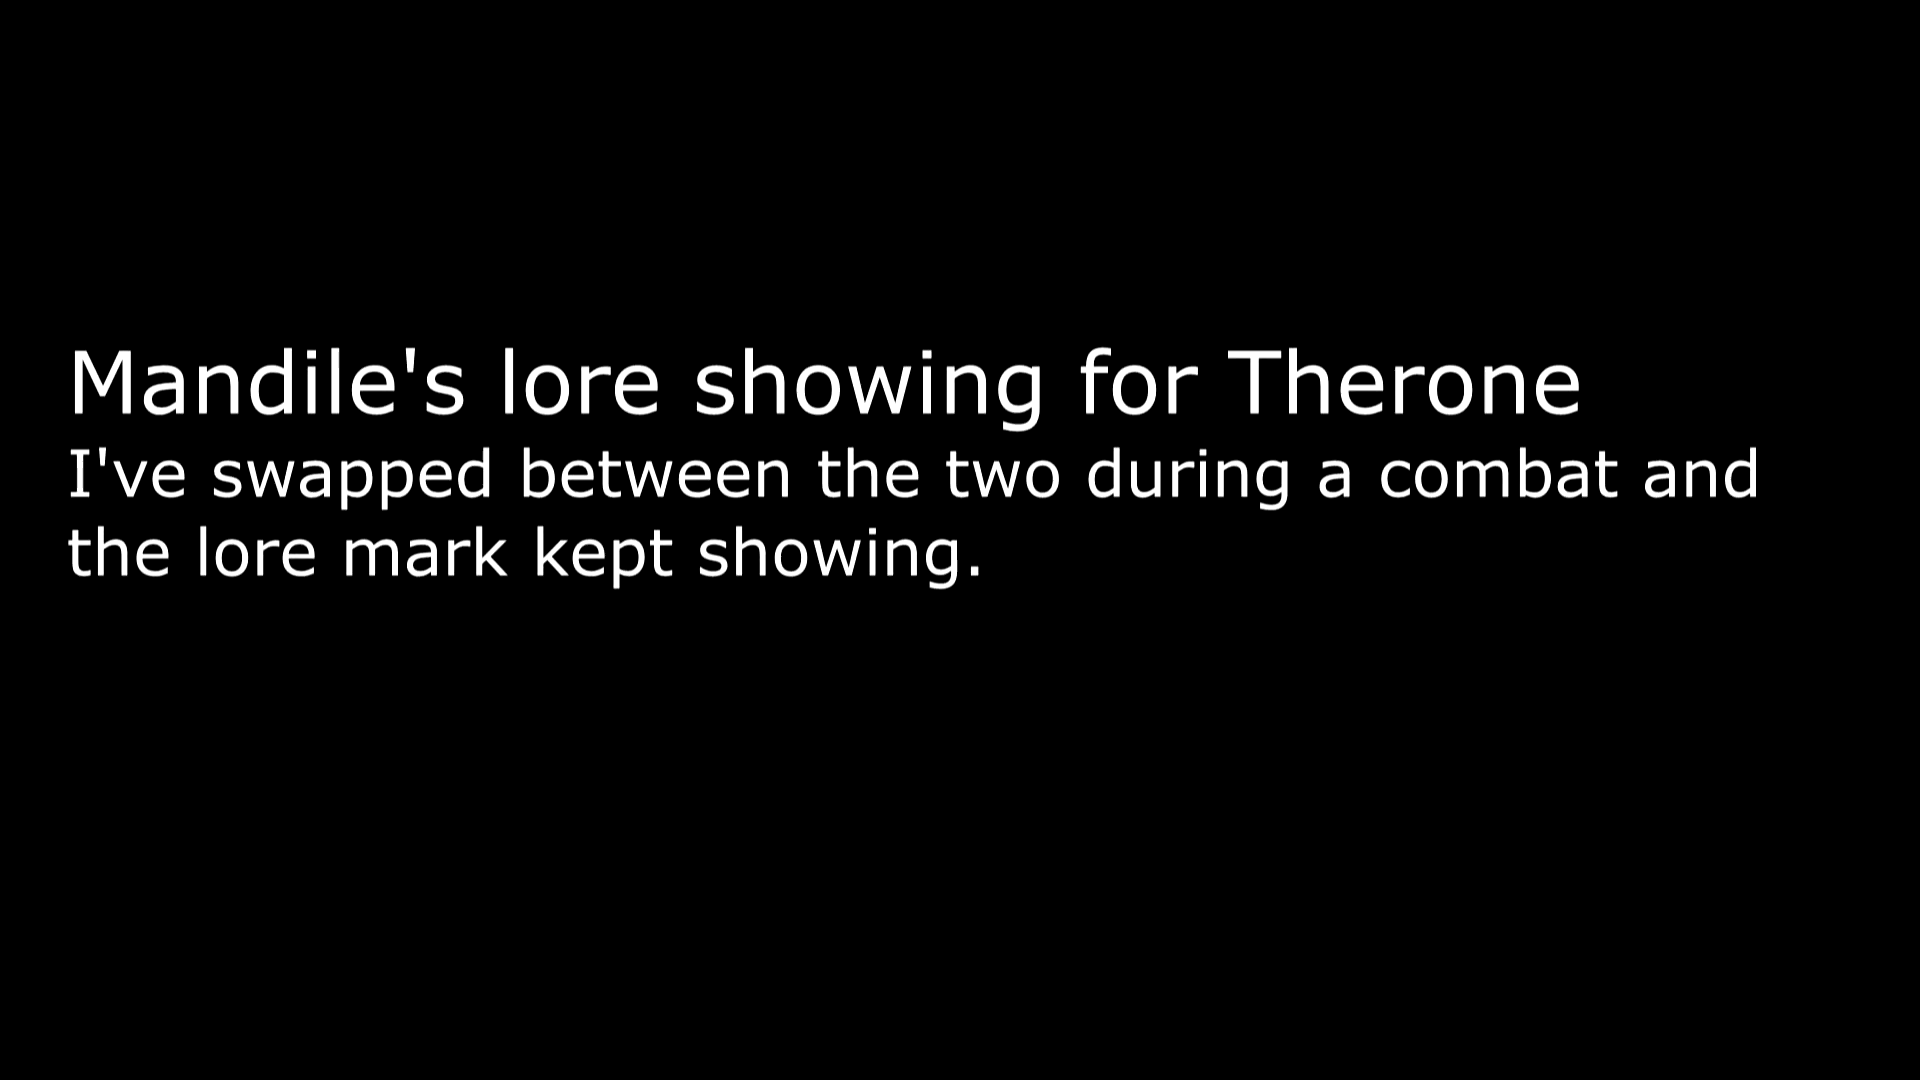 Mandile's lore showing for Therone
I've swapped between the two during a combat and
the lore mark kept showing.